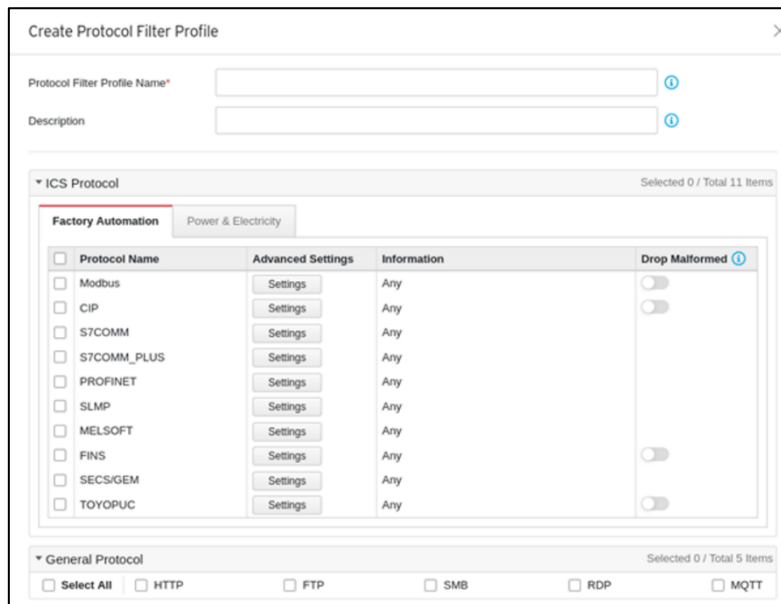 Create Protocol Filter Profile
Protocol Filter Profile Name*
Description
ICS Protocol Selected 0 / Total 11 Items
Factory Automation Power & Electricity
Protocol Name Advanced Settings Information Drop Malformed
Modbus Settings Any
CIP Settings Any
S7COMM Settings Any
S7COMM_PLUS Settings Any
PROFINET Settings Any
SLMP Settings Any
MELSOFT Settings Any
FINS Settings Any
SECS/GEM Settings Any
TOYOPUC Settings Any
General Protocol Selected 0 / Total 5 Items
Select All HTTP FTP SMB RDP MQTT